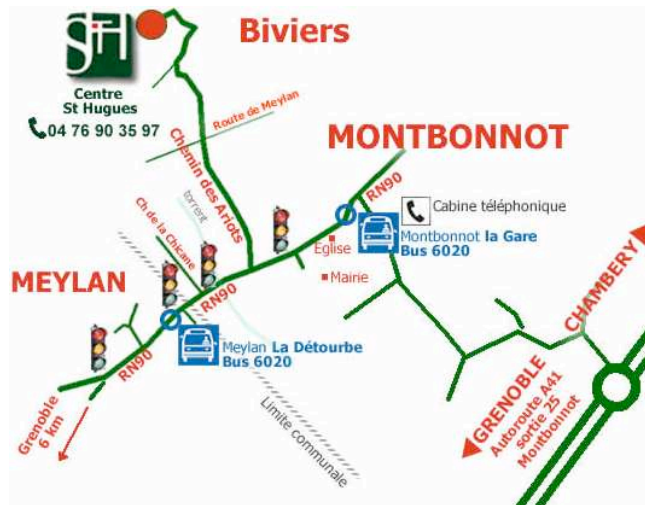 StH
Biviers
Centre
St Hugues
04 76 90 35 97
Route de Meylan
MONTBONNOT
Chemin des Ariots
RN90
Cabine téléphonique
torrent
Ch de la Chicane
Eglise
Montbonnot la Gare
Bus 6020
Mairie
MEYLAN
RN90
CHAMBERY
RN90
Meylan La Détourbe
Bus 6020
Limite communale
Grenoble
6 km
GRENOBLE
Autoroute A41
sortie 25
Montbonnot